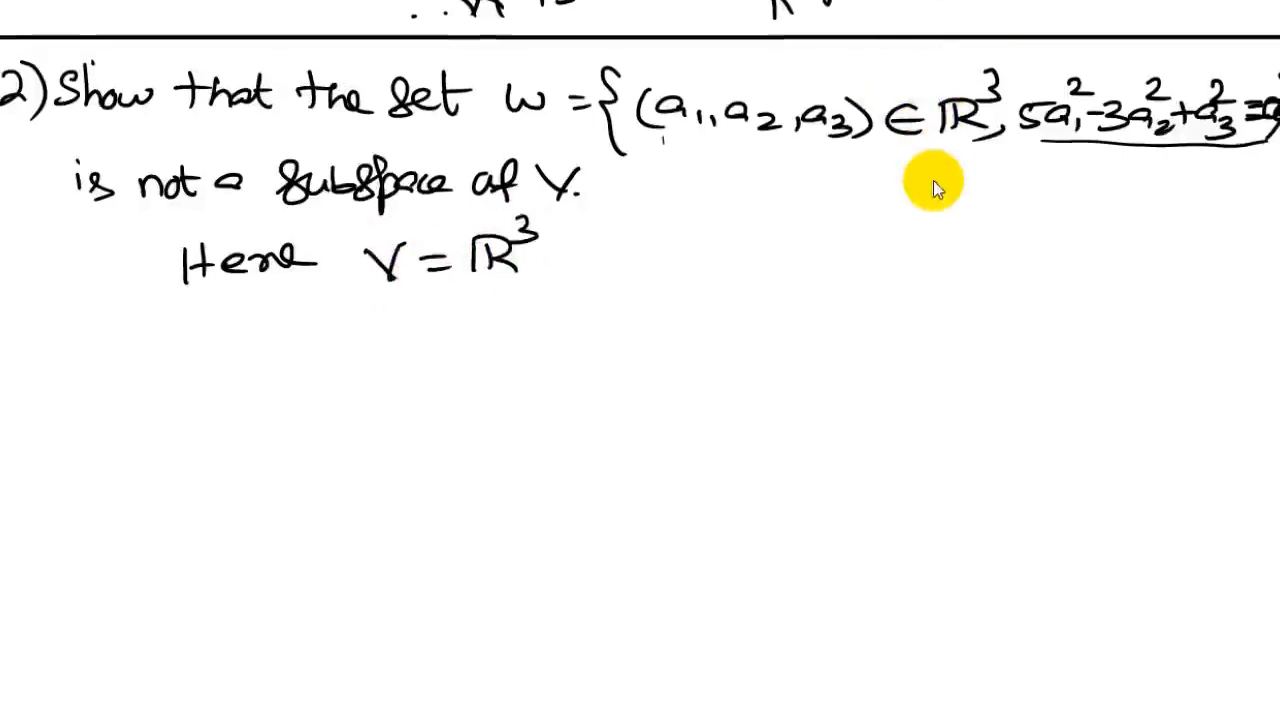 2) Show that the set W = { (a₁, a₂, a₃) ∈ ℝ³, 5a₁² - 3a₂² + a₃² = 0
is not a subspace of V.
Here V = ℝ³